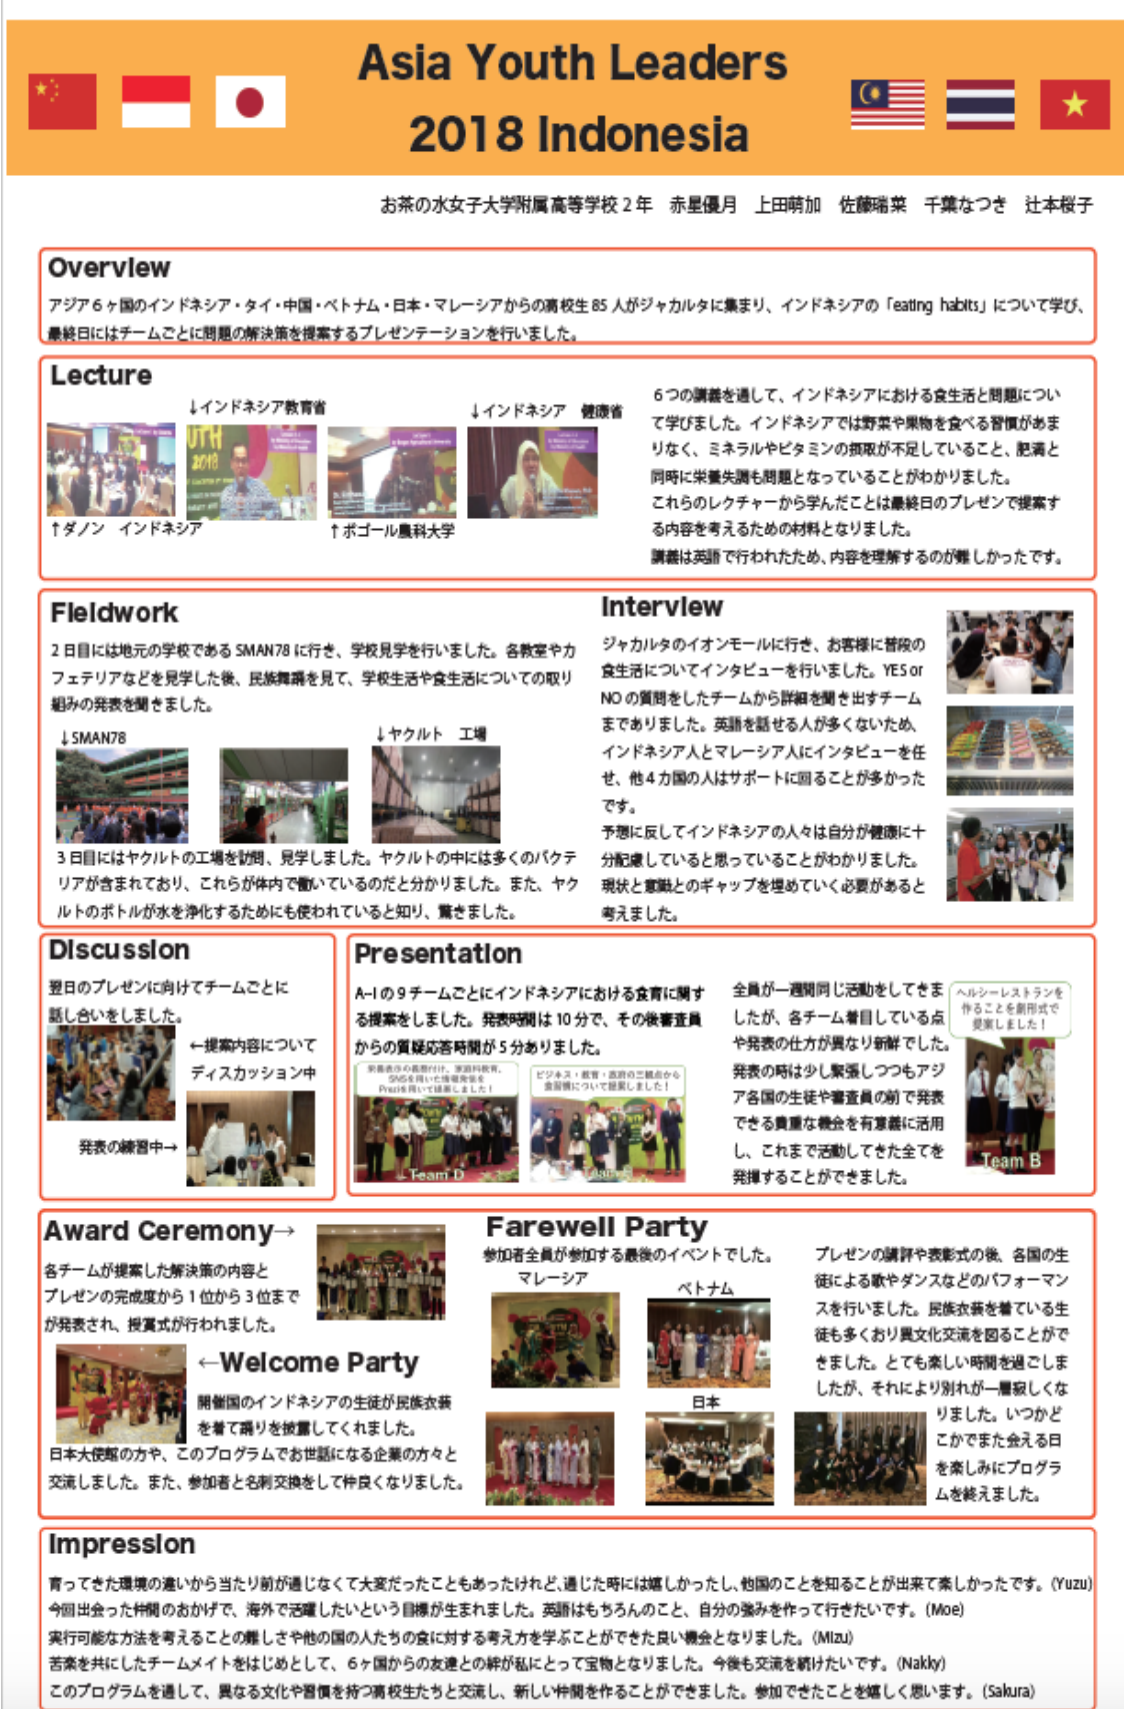 Asia Youth Leaders
2018 Indonesia
お茶の水女子大学附属高等学校２年　赤星優月　上田萌加　佐藤瑞菜　千葉なつき　辻本桜子
Overview
アジア６ヶ国のインドネシア・タイ・中国・ベトナム・日本・マレーシアからの高校生 85 人がジャカルタに集まり、インドネシアの「eating habits」について学び、
最終日にはチームごとに問題の解決策を提案するプレゼンテーションを行いました。
Lecture
↓インドネシア教育省
↓インドネシア　健康省
↑ダノン　インドネシア
↑ボゴール農科大学
６つの講義を通して、インドネシアにおける食生活と問題につい
て学びました。インドネシアでは野菜や果物を食べる習慣があま
りなく、ミネラルやビタミンの摂取が不足していること、肥満と
同時に栄養失調も問題となっていることがわかりました。
これらのレクチャーから学んだことは最終日のプレゼンで提案す
る内容を考えるための材料となりました。
講義は英語で行われたため、内容を理解するのが難しかったです。
Fieldwork
２日目には地元の学校である SMAN78 に行き、学校見学を行いました。各教室やカ
フェテリアなどを見学した後、民族舞踊を見て、学校生活や食生活についての取り
組みの発表を聞きました。
↓SMAN78
↓ヤクルト　工場
３日目にはヤクルトの工場を訪問、見学しました。ヤクルトの中には多くのバクテ
リアが含まれており、これらが体内で働いているのだと分かりました。また、ヤク
ルトのボトルが水を浄化するためにも使われていると知り、驚きました。
Interview
ジャカルタのイオンモールに行き、お客様に普段の
食生活についてインタビューを行いました。YES or
NO の質問をしたチームから詳細を聞き出すチーム
までありました。英語を話せる人が多くないため、
インドネシア人とマレーシア人にインタビューを任
せ、他４カ国の人はサポートに回ることが多かった
です。
予想に反してインドネシアの人々は自分が健康に十
分配慮していると思っていることがわかりました。
現状と意識とのギャップを埋めていく必要があると
考えました。
Discussion
翌日のプレゼンに向けてチームごとに
話し合いをしました。
←提案内容について
ディスカッション中
発表の練習中→
Presentation
A~I の９チームごとにインドネシアにおける食育に関す
る提案をしました。発表時間は 10 分で、その後審査員
からの質疑応答時間が５分ありました。
栄養表示の義務付け、家庭科教育、
SNSを用いた情報発信を
Preziを用いて提案しました！
ビジネス・教育・政府の三観点から
食習慣について提案しました！
Team D
全員が一週間同じ活動をしてきま
したが、各チーム着目している点
や発表の仕方が異なり新鮮でした。
発表の時は少し緊張しつつもアジ
ア各国の生徒や審査員の前で発表
できる貴重な機会を有意義に活用
し、これまで活動してきた全てを
発揮することができました。
ヘルシーレストランを
作ることを劇形式で
提案しました！
Team B
Award Ceremony→
各チームが提案した解決策の内容と
プレゼンの完成度から１位から３位まで
が発表され、授賞式が行われました。
←Welcome Party
開催国のインドネシアの生徒が民族衣装
を着て踊りを披露してくれました。
日本大使館の方や、このプログラムでお世話になる企業の方々と
交流しました。また、参加者と名刺交換をして仲良くなりました。
Farewell Party
参加者全員が参加する最後のイベントでした。
マレーシア
ベトナム
日本
プレゼンの講評や表彰式の後、各国の生
徒による歌やダンスなどのパフォーマン
スを行いました。民族衣装を着ている生
徒も多くおり異文化交流を図ることがで
きました。とても楽しい時間を過ごしま
したが、それにより別れが一層寂しくな
りました。いつかど
こかでまた会える日
を楽しみにプログラ
ムを終えました。
Impression
育ってきた環境の違いから当たり前が通じなくて大変だったこともあったけれど、通じた時には嬉しかったし、他国のことを知ることが出来て楽しかったです。(Yuzu)
今回出会った仲間のおかげで、海外で活躍したいという目標が生まれました。英語はもちろんのこと、自分の強みを作って行きたいです。(Moe)
実行可能な方法を考えることの難しさや他の国の人たちの食に対する考え方を学ぶことができた良い機会となりました。(Mizu)
苦楽を共にしたチームメイトをはじめとして、６ヶ国からの友達との絆が私にとって宝物となりました。今後も交流を続けたいです。(Nakky)
このプログラムを通して、異なる文化や習慣を持つ高校生たちと交流し、新しい仲間を作ることができました。参加できたことを嬉しく思います。(Sakura)